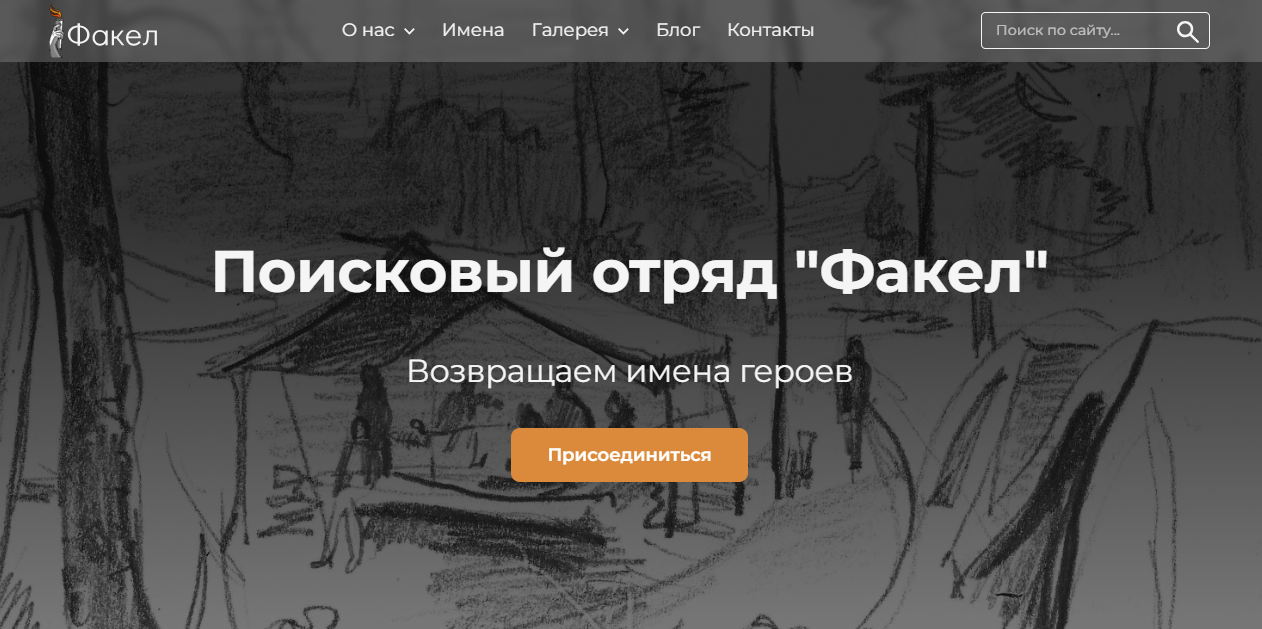 Факел
О нас
Имена
Галерея
Блог
Контакты
Поиск по сайту...
Поисковый отряд "Факел"
Возвращаем имена героев
Присоединиться